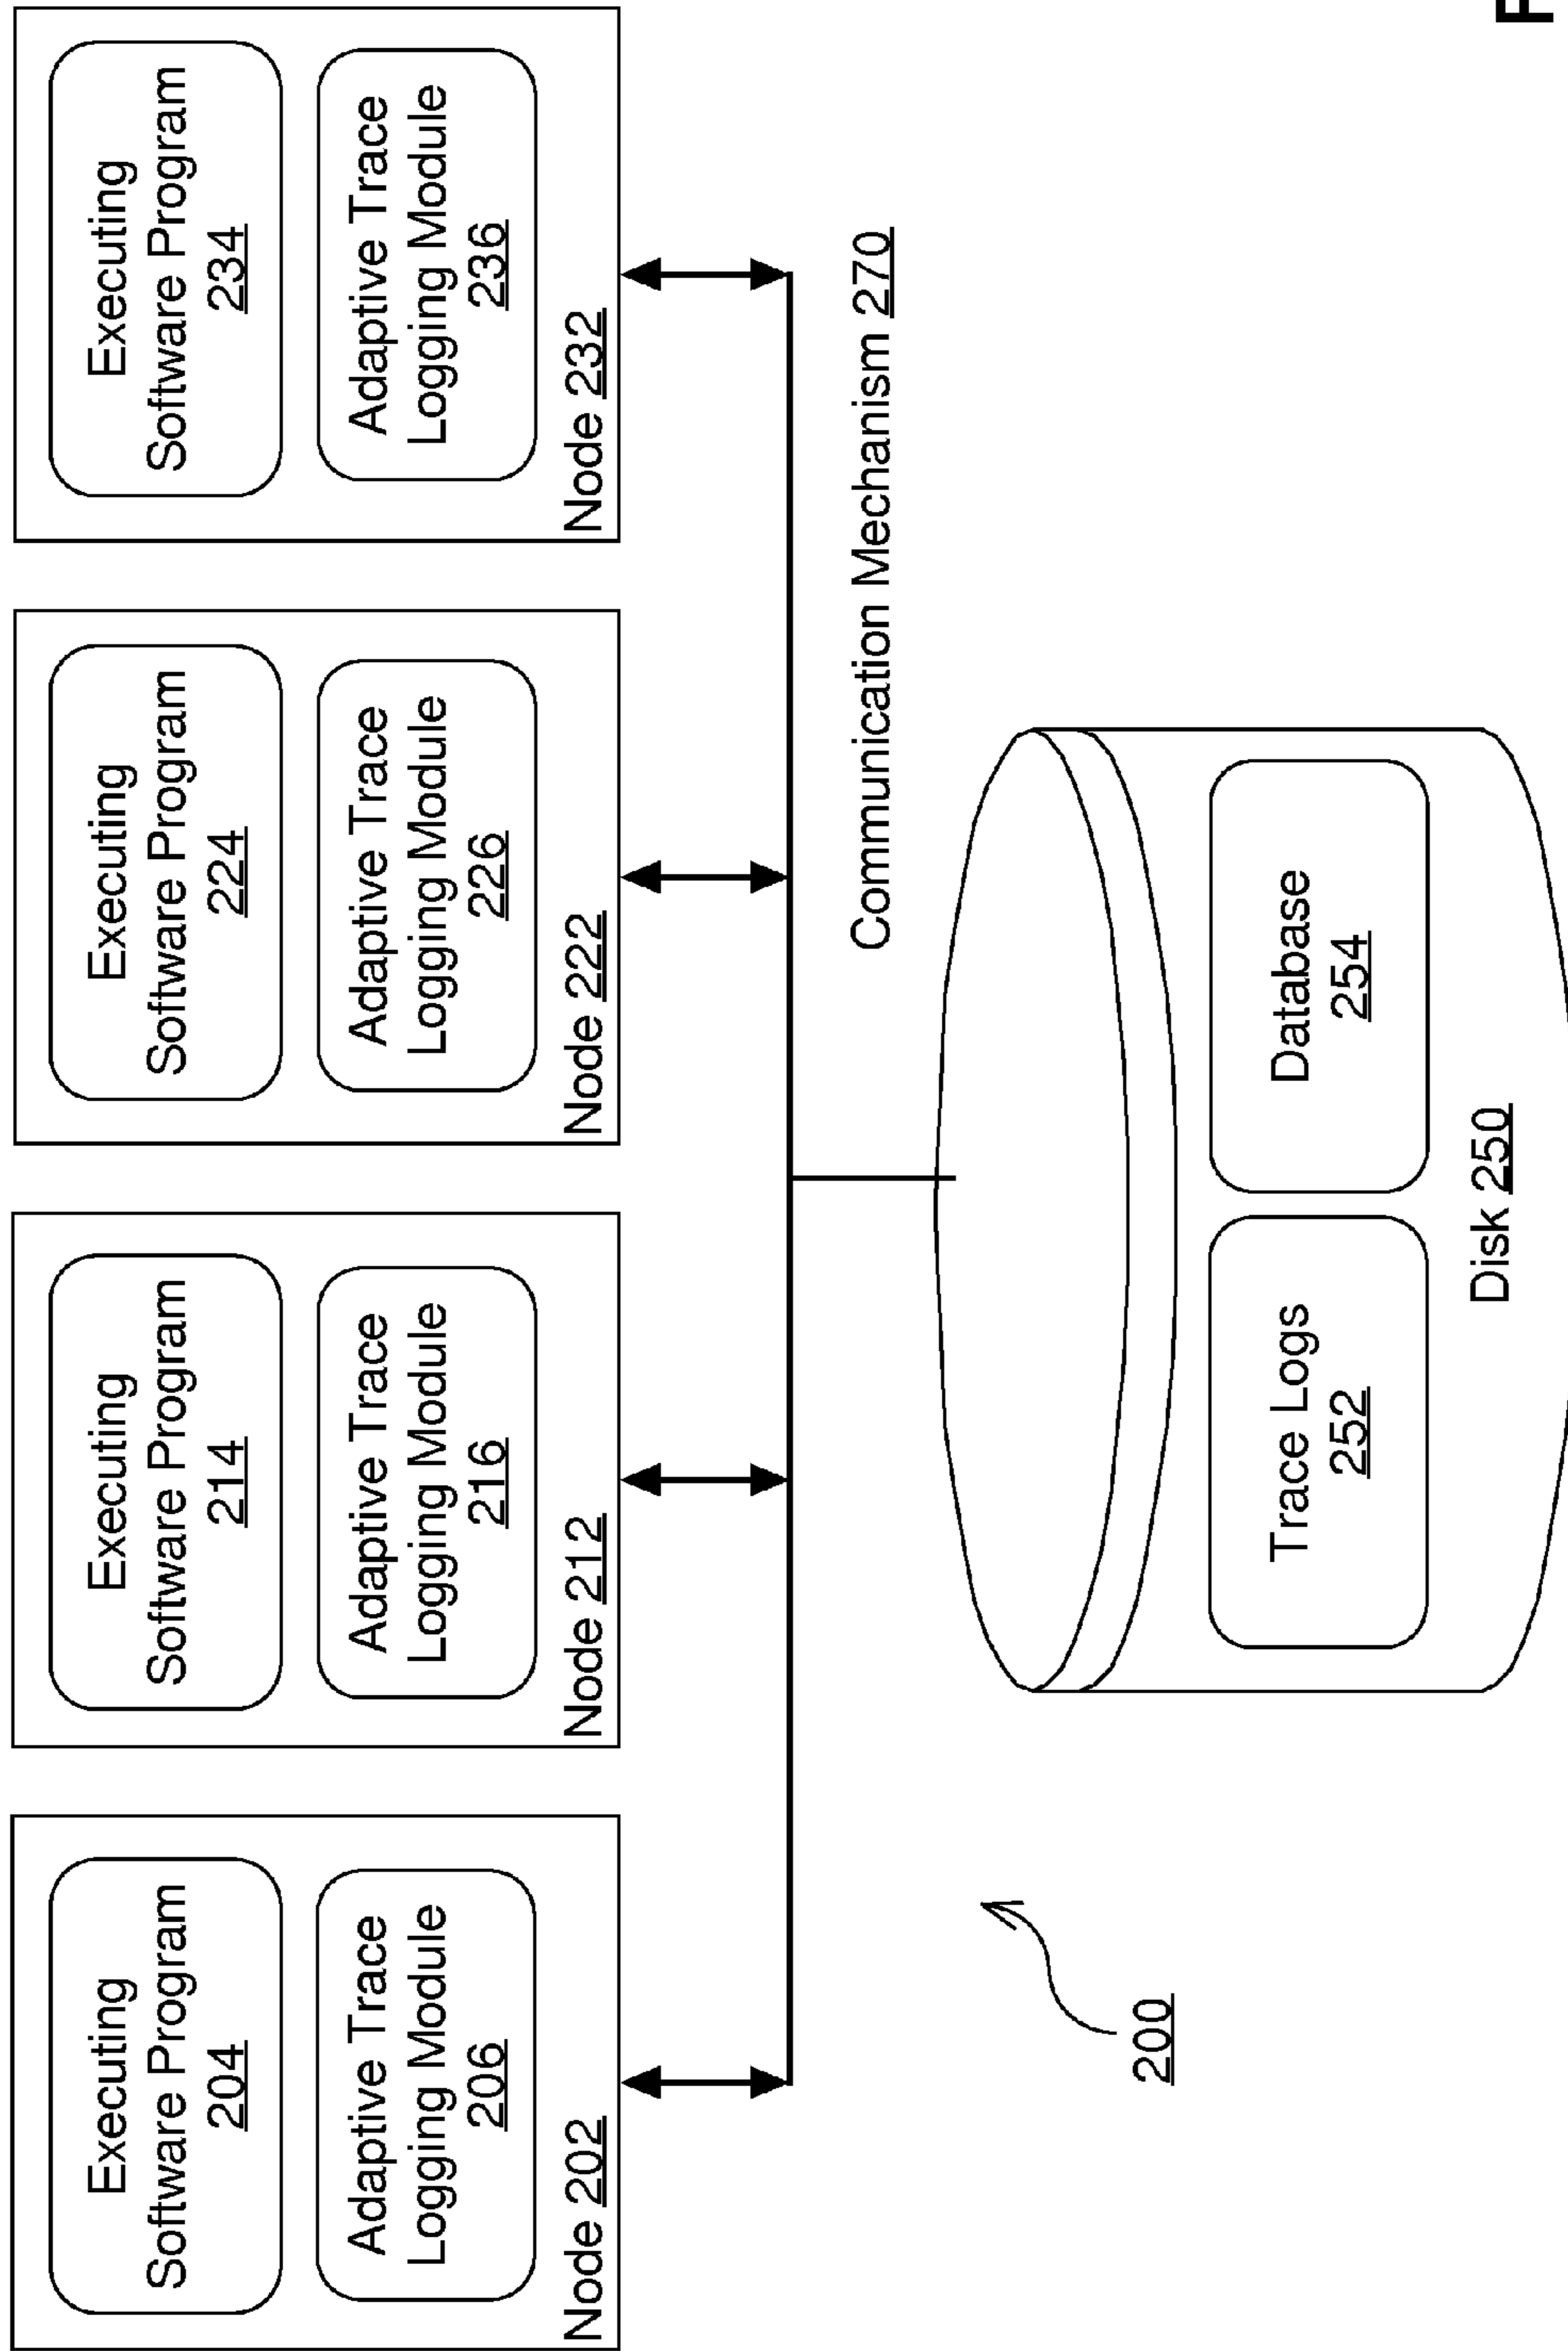 Executing
Software Program
204
Adaptive Trace
Logging Module
206
Node 202
Executing
Software Program
214
Adaptive Trace
Logging Module
216
Node 212
Executing
Software Program
224
Adaptive Trace
Logging Module
226
Node 222
Executing
Software Program
234
Adaptive Trace
Logging Module
236
Node 232
Communication Mechanism 270
Trace Logs
252
Database
254
Disk 250
200